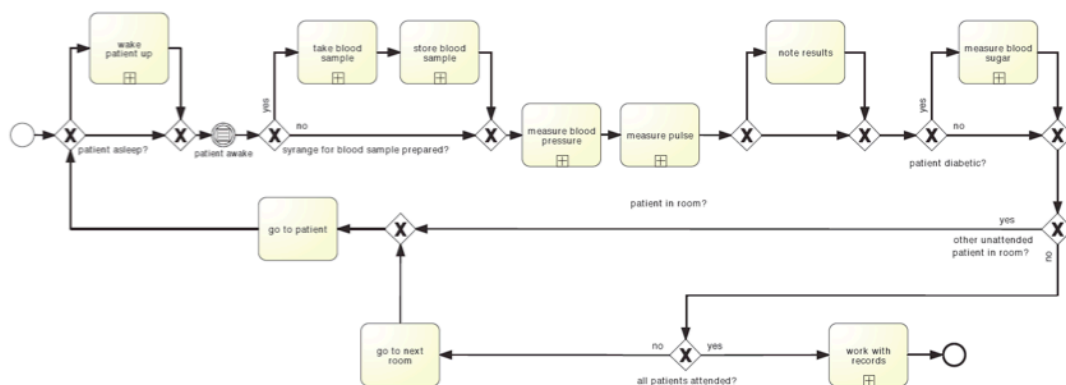 wake
patient up
take blood
sample
store blood
sample
note results
measure blood
sugar
yes
no
yes
no
patient asleep?
patient awake
syrange for blood sample prepared?
measure blood
pressure
measure pulse
patient diabetic?
patient in room?
go to patient
yes
other unattended
patient in room?
no
go to next
room
no
yes
all patients attended?
work with
records